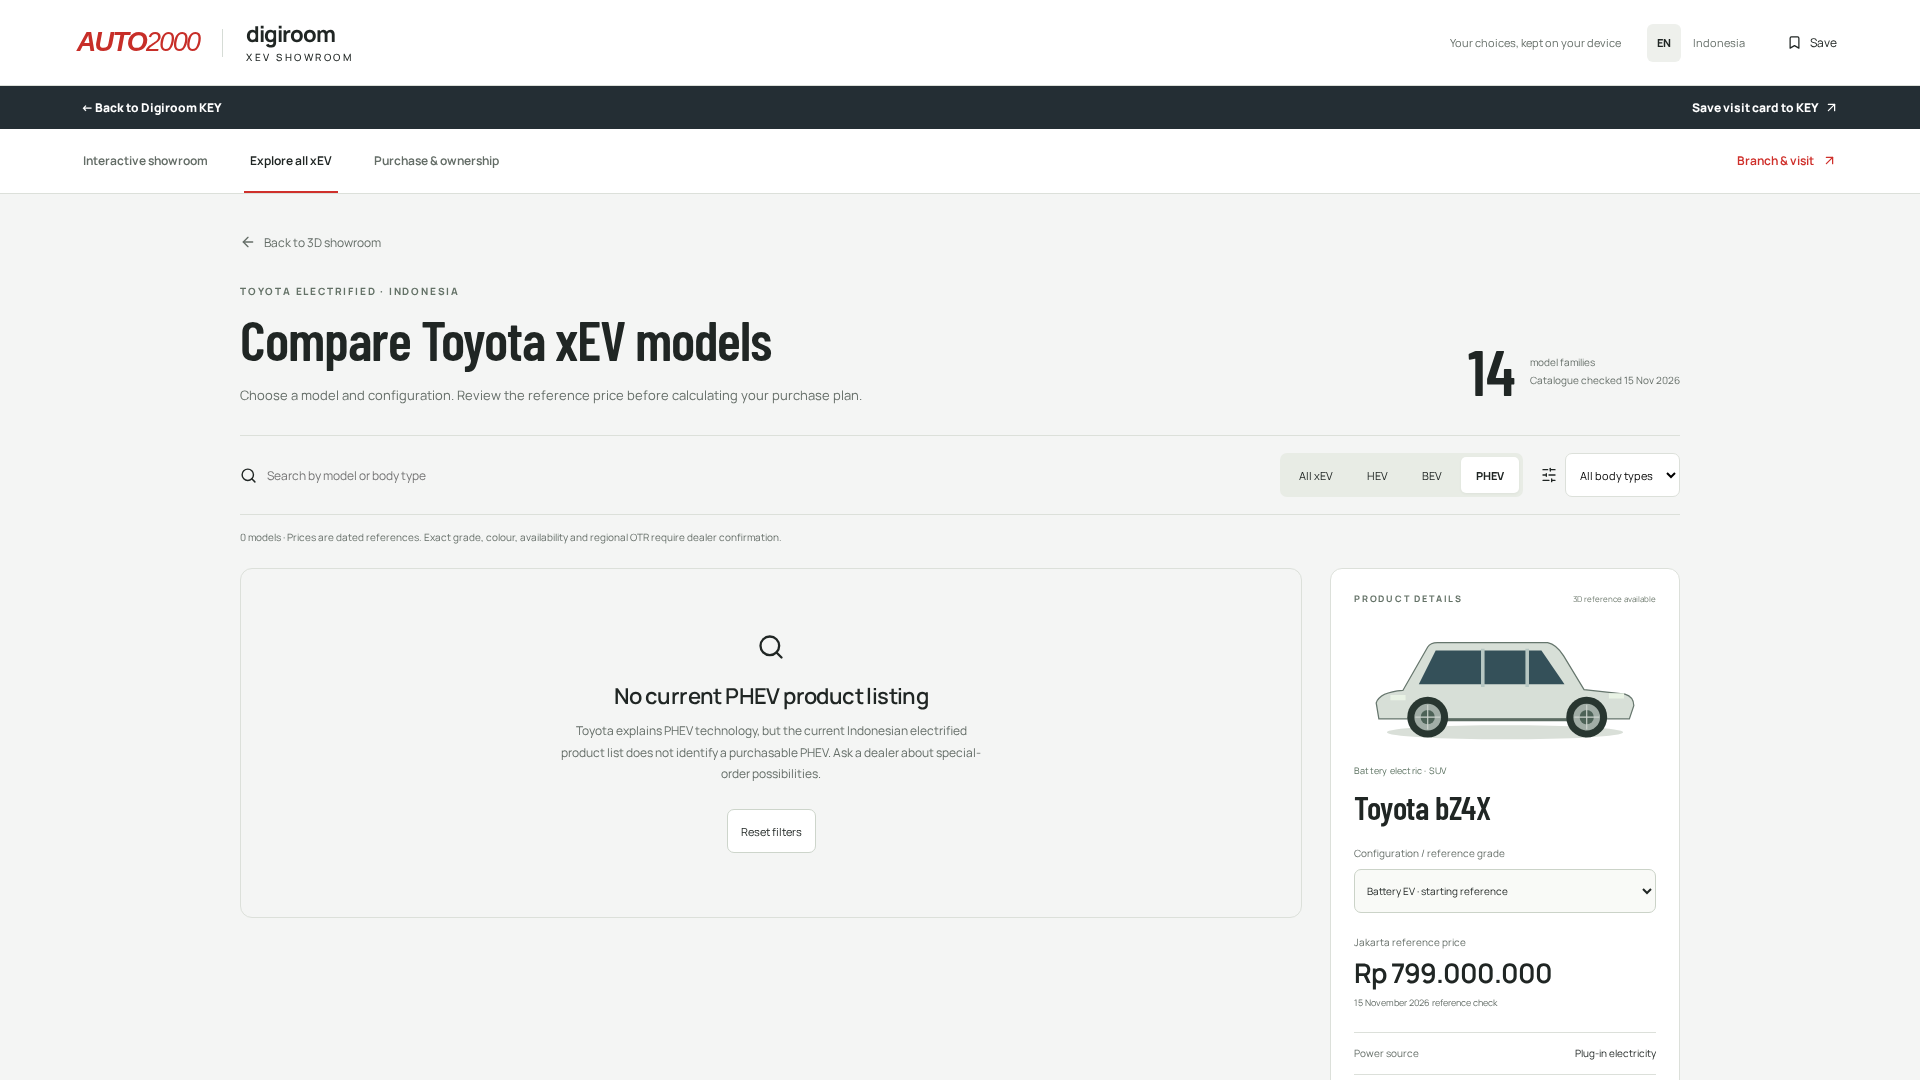 AUTO2000
digiroom
XEV SHOWROOM
Your choices, kept on your device
EN
Indonesia
Save
← Back to Digiroom KEY
Save visit card to KEY ↗
Interactive showroom
Explore all xEV
Purchase & ownership
Branch & visit ↗
← Back to 3D showroom
TOYOTA ELECTRIFIED · INDONESIA
Compare Toyota xEV models
Choose a model and configuration. Review the reference price before calculating your purchase plan.
14
model families
Catalogue checked 15 Nov 2026
Search by model or body type
All xEV
HEV
BEV
PHEV
All body types
0 models · Prices are dated references. Exact grade, colour, availability and regional OTR require dealer confirmation.
No current PHEV product listing
Toyota explains PHEV technology, but the current Indonesian electrified
product list does not identify a purchasable PHEV. Ask a dealer about special-
order possibilities.
Reset filters
PRODUCT DETAILS
3D reference available
Battery electric · SUV
Toyota bZ4X
Configuration / reference grade
Battery EV · starting reference
Jakarta reference price
Rp 799.000.000
15 November 2026 reference check
Power source
Plug-in electricity